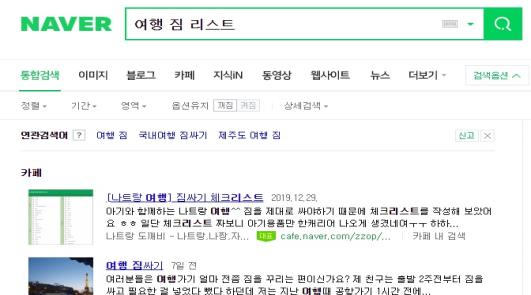 NAVER 여행 짐 리스트
통합검색 이미지 블로그 카페 지식iN 동영상 웹사이트 뉴스 더보기 검색옵션
정렬 기간 영역 옵션유지 꺼짐 켜짐 상세검색
연관검색어 ? 여행 짐 국내여행 짐싸기 제주도 여행 짐 신고 ×
카페
[나트랑 여행] 짐싸기 체크리스트 2019.12.29.
아기와 함께하는 나트랑 여행^^ 짐을 제대로 싸야하기 때문에 체크리스트를 작성해 보았어
요 ㅎㅎ 일단 체크리스트 짜보니 아기용품만 한캐리어 나오게 생겼네여ㅜㅜ 하하...
나트랑 도깨비 - 나트랑,나짱,자... 대표 cafe.naver.com/zzop/... 카페 내 검색
여행 짐싸기 7일 전
여러분들은 여행가기 얼마 전쯤 짐을 꾸리는 편이신가요? 제 친구는 출발 2주전부터 짐을
싸고 필요한 걸 넣었다 뺐다 하던데 저는 지난 여행때 공항가기 1시간 전에...